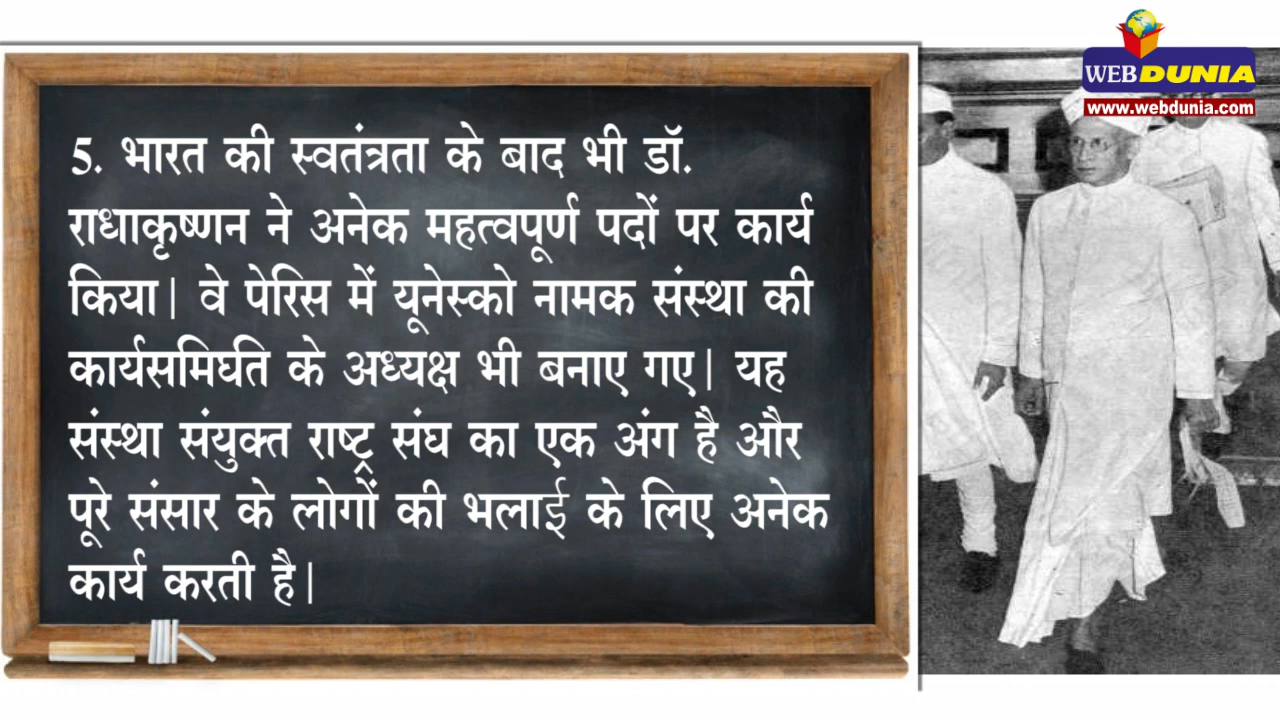 5. भारत की स्वतंत्रता के बाद भी डॉ.
राधाकृष्णन ने अनेक महत्वपूर्ण पदों पर कार्य
किया| वे पेरिस में यूनेस्को नामक संस्था की
कार्यसमिघति के अध्यक्ष भी बनाए गए| यह
संस्था संयुक्त राष्ट्र संघ का एक अंग है और
पूरे संसार के लोगों की भलाई के लिए अनेक
कार्य करती है|
WEBDUNIA
www.webdunia.com